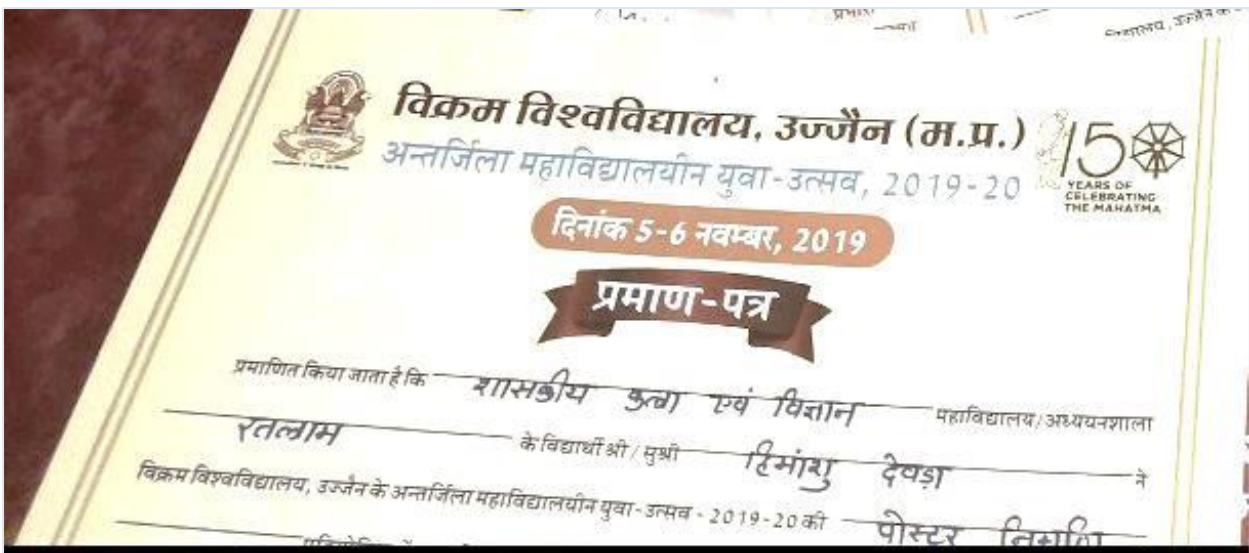 विक्रम विश्वविद्यालय, उज्जैन (म.प्र.)
अन्तर्जिला महाविद्यालयीन युवा-उत्सव, 2019-20
150
YEARS OF
CELEBRATING
THE MAHATMA
दिनांक 5-6 नवम्बर, 2019
प्रमाण-पत्र
प्रमाणित किया जाता है कि शासकीय कला एवं विज्ञान महाविद्यालय/अध्ययनशाला
रतलाम के विद्यार्थी श्री / सुश्री हिमांशु देवड़ा ने
विक्रम विश्वविद्यालय, उज्जैन के अन्तर्जिला महाविद्यालयीन युवा-उत्सव - 2019-20 की पोस्टर निर्माण